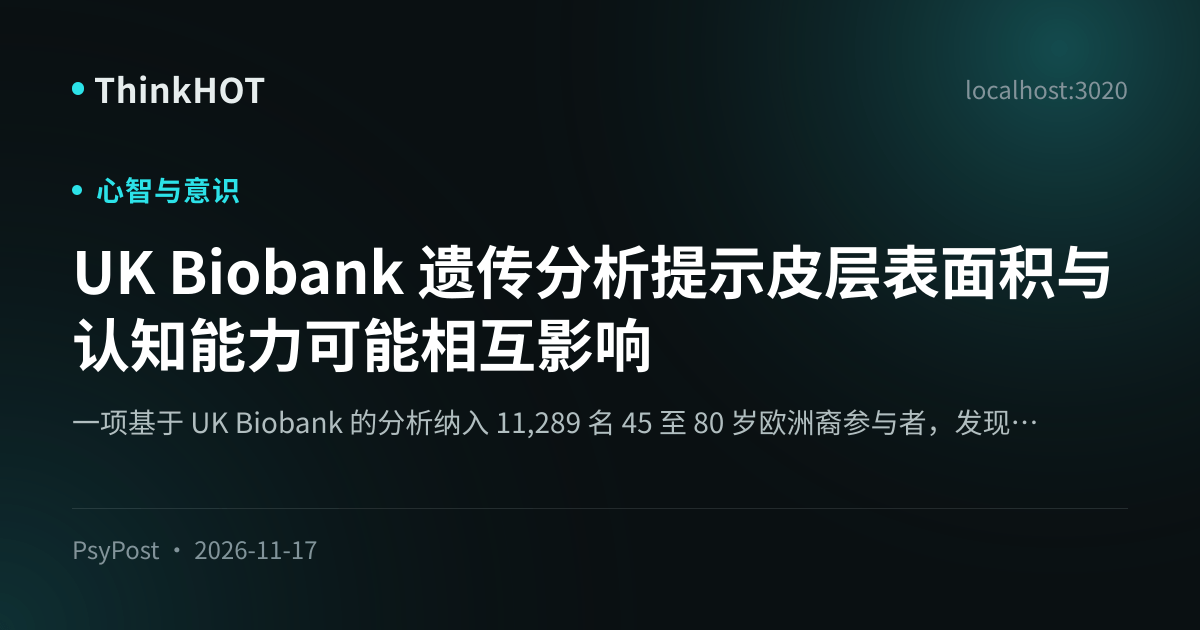 ThinkHOT
localhost:3020
心智与意识
UK Biobank 遗传分析提示皮层表面积与
认知能力可能相互影响
一项基于 UK Biobank 的分析纳入 11,289 名 45 至 80 岁欧洲裔参与者，发现…
PsyPost · 2026-11-17